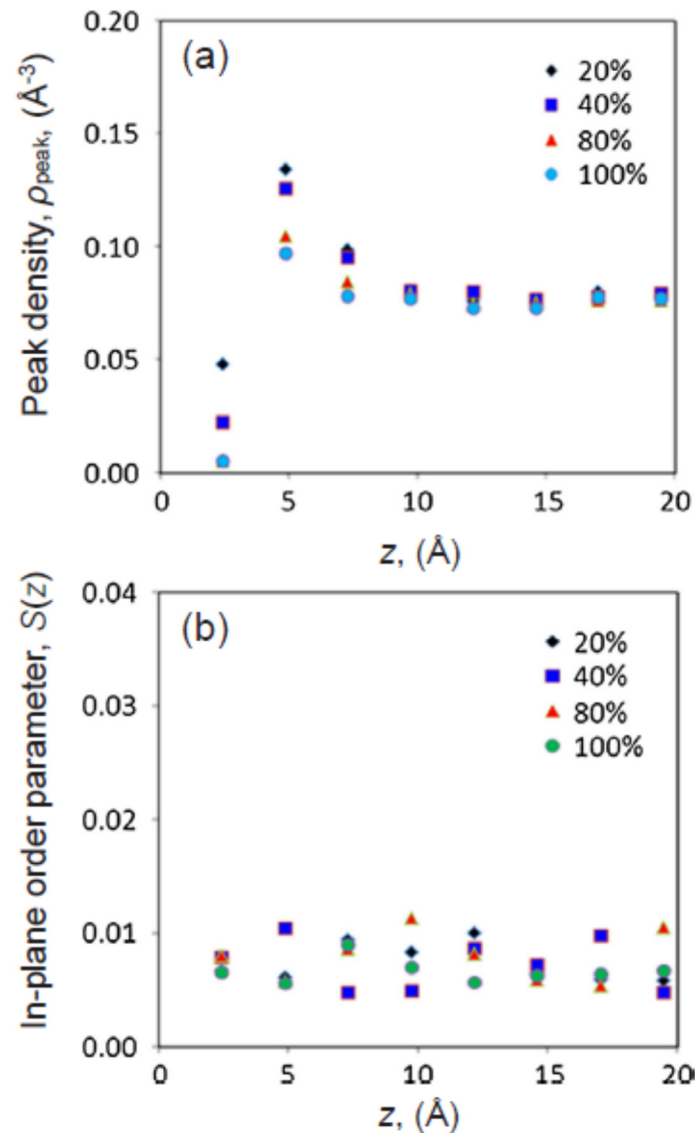 0.20
(a)
20%
40%
80%
100%
0.15
0.10
0.05
0.00
0 5 10 15 20
z, (Å)
Peak density, ρpeak, (Å-3)
0.04
(b)
20%
40%
80%
100%
0.03
0.02
0.01
0.00
0 5 10 15 20
z, (Å)
In-plane order parameter, S(z)